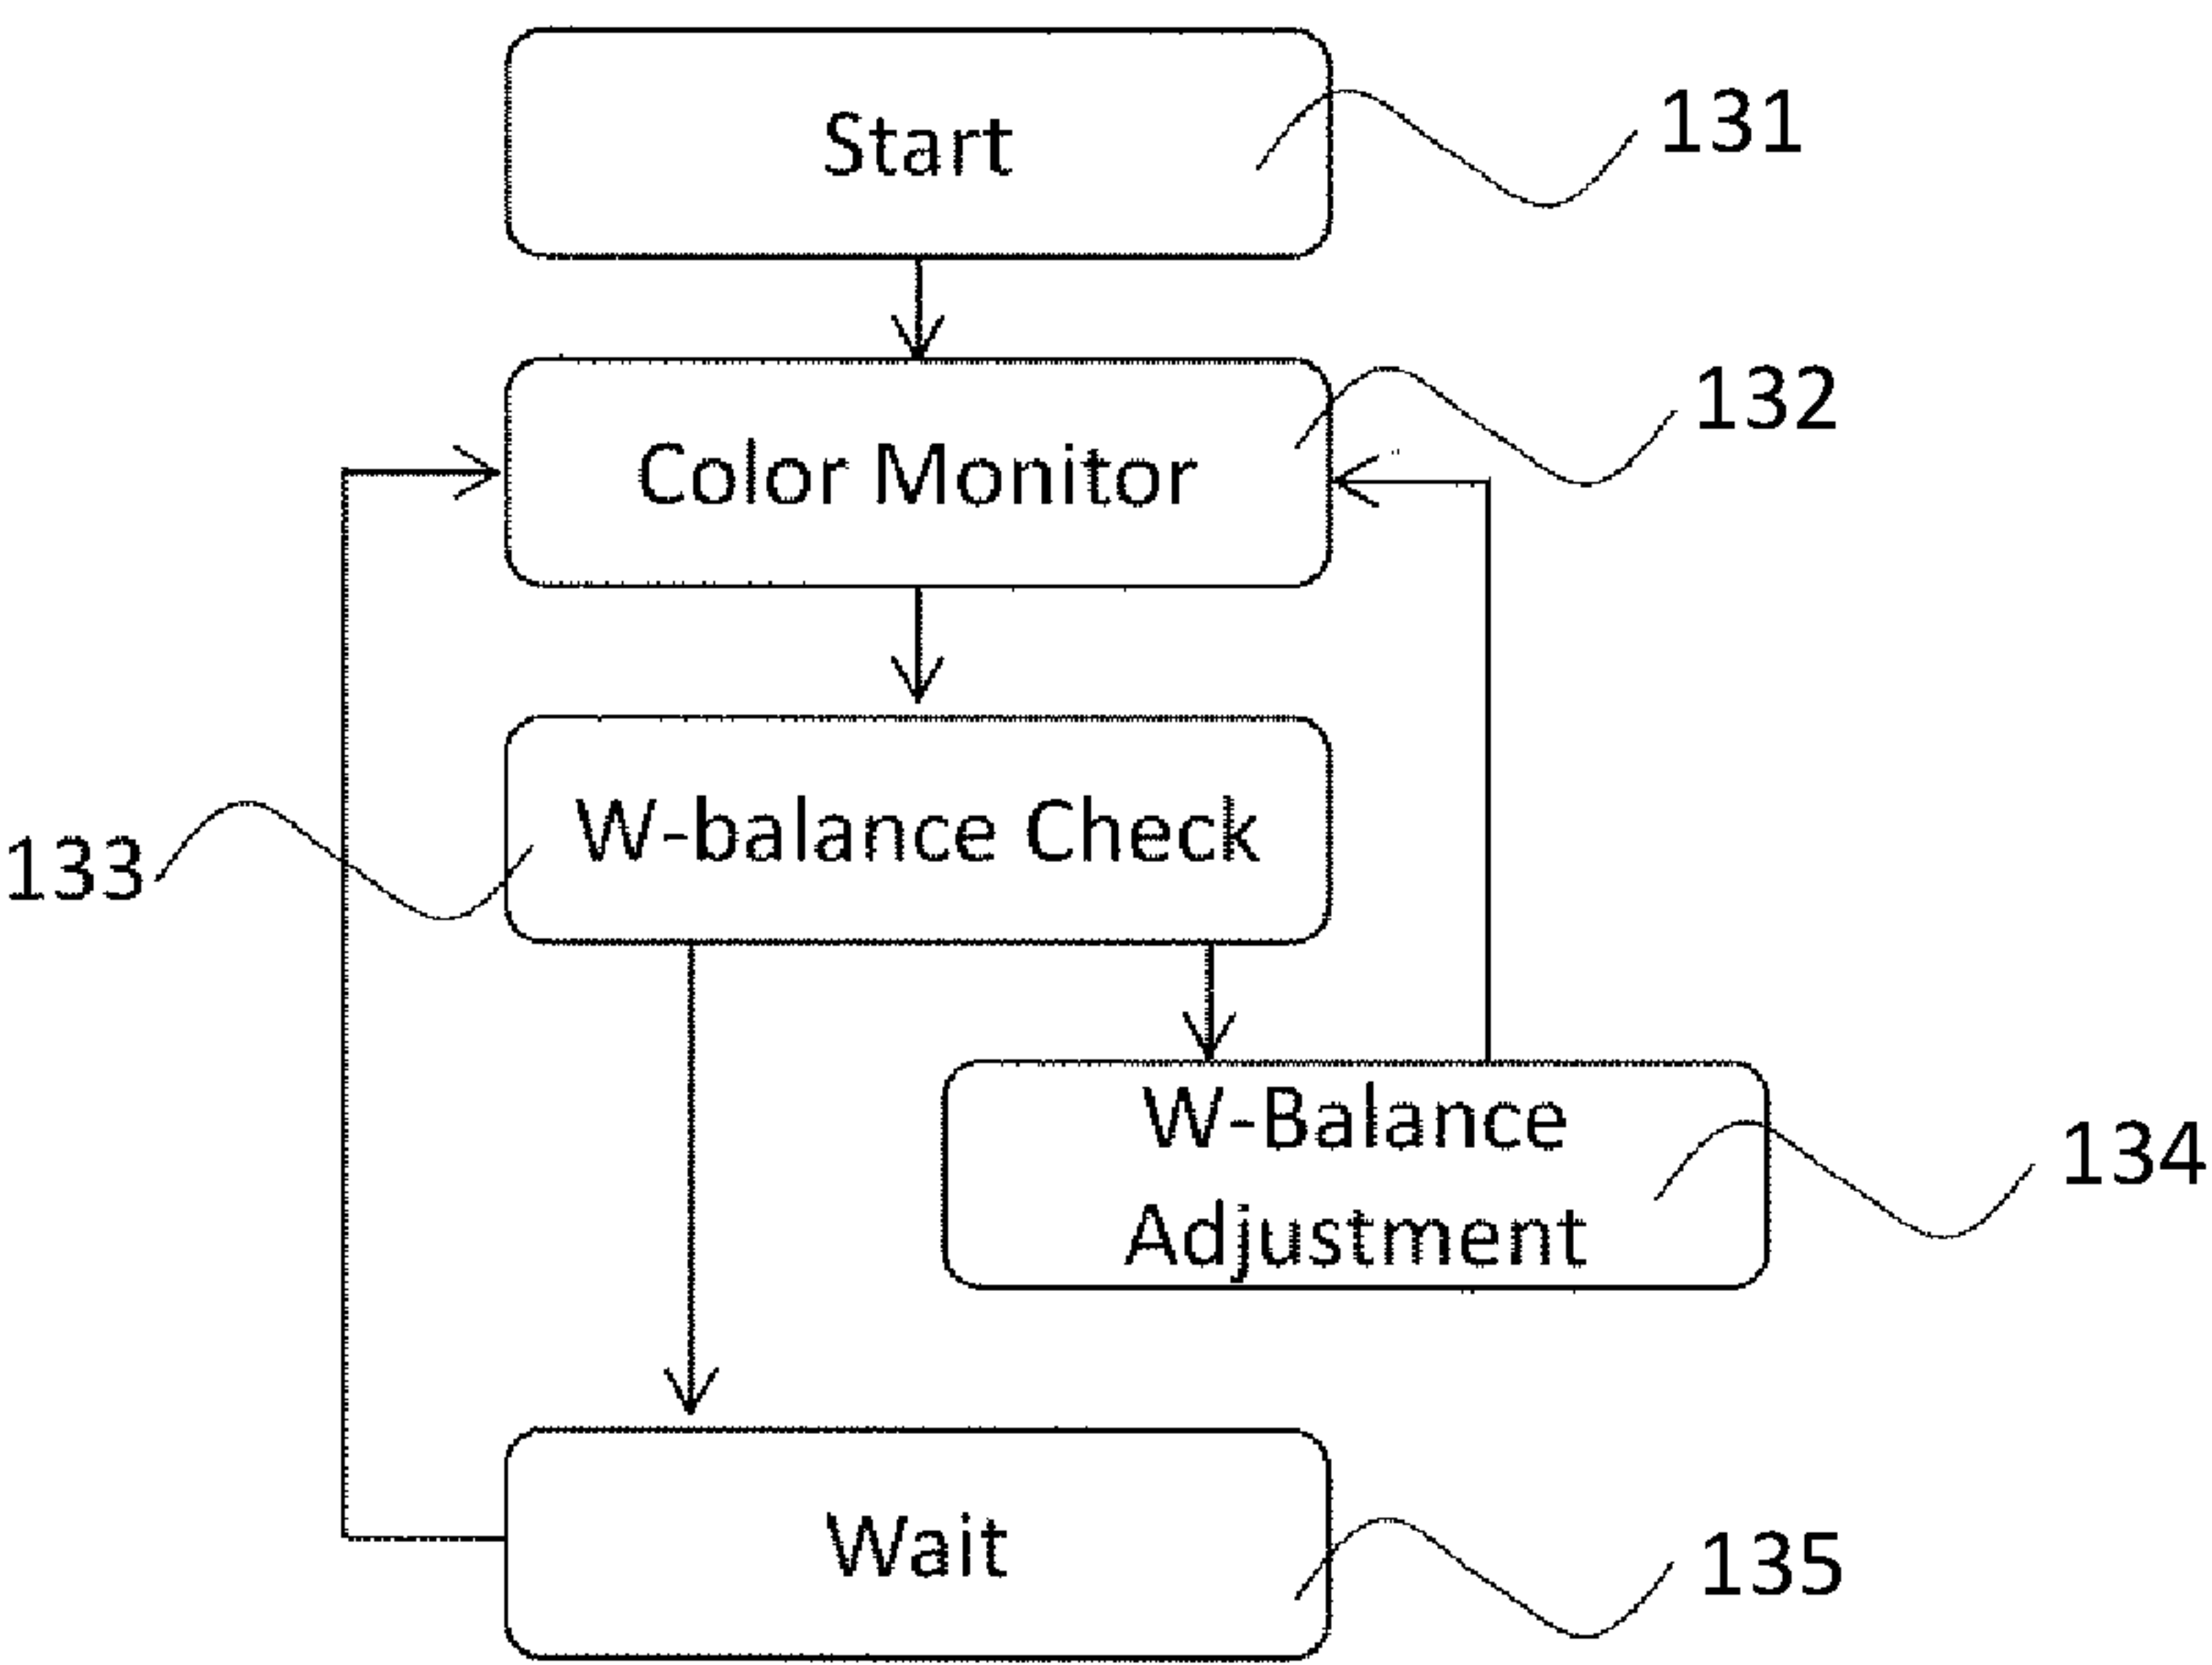 Start
131
Color Monitor
132
W-balance Check
133
W-Balance
Adjustment
134
Wait
135